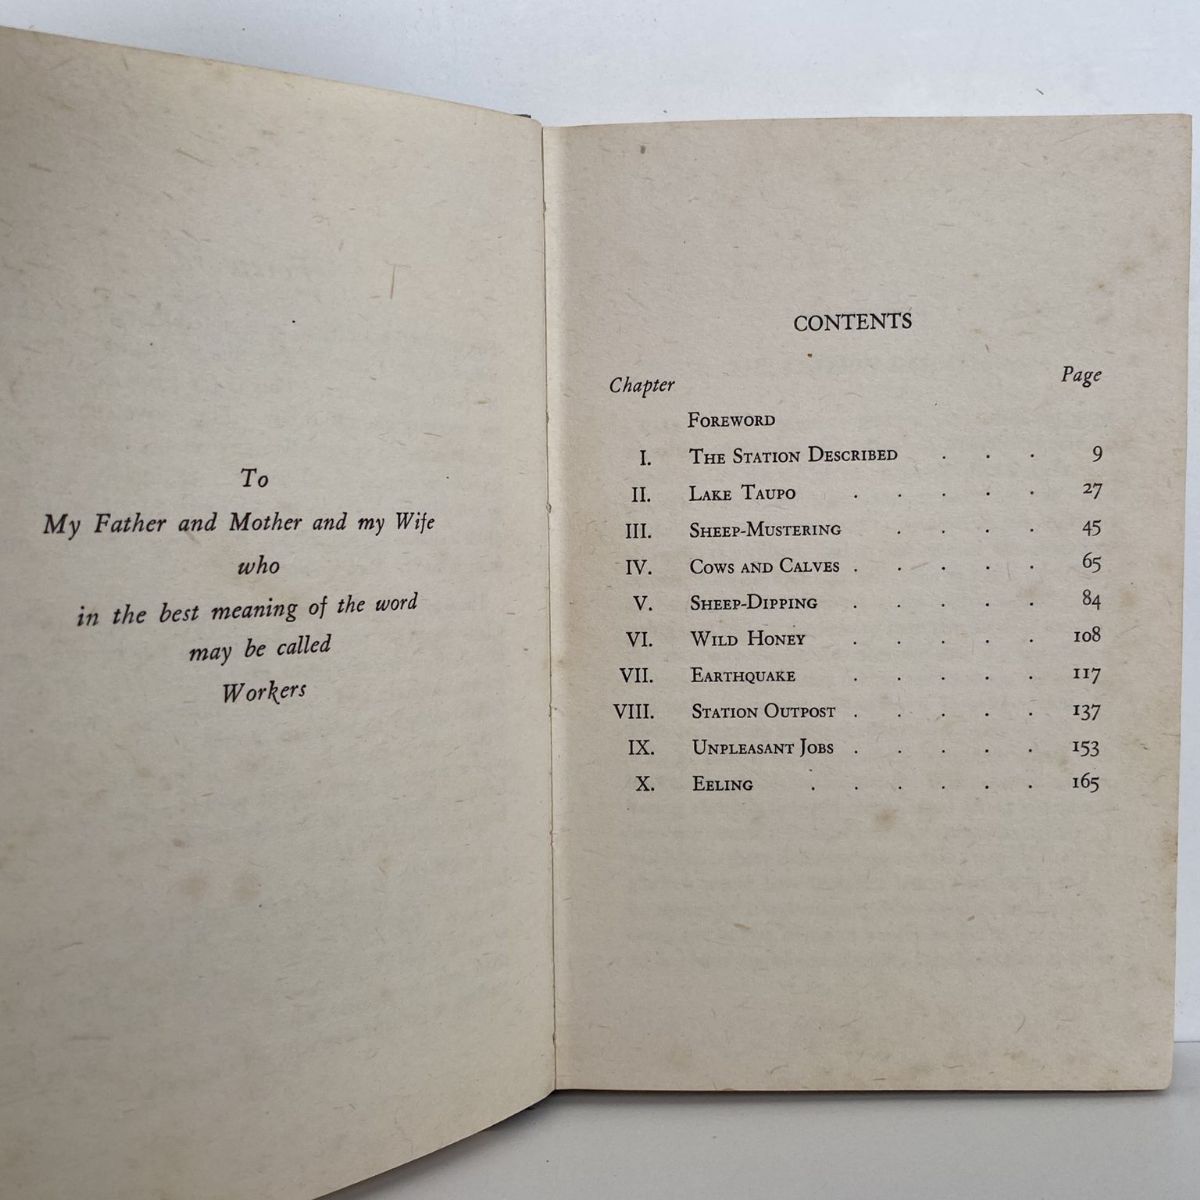 To
My Father and Mother and my Wife
who
in the best meaning of the word
may be called
Workers
CONTENTS
Chapter Page
FOREWORD
I. THE STATION DESCRIBED . . . 9
II. LAKE TAUPO . . . . . 27
III. SHEEP-MUSTERING . . . . 45
IV. COWS AND CALVES . . . . . 65
V. SHEEP-DIPPING . . . . . 84
VI. WILD HONEY . . . . . 108
VII. EARTHQUAKE . . . . . 117
VIII. STATION OUTPOST . . . . . 137
IX. UNPLEASANT JOBS . . . . . 153
X. EELING . . . . . . 165